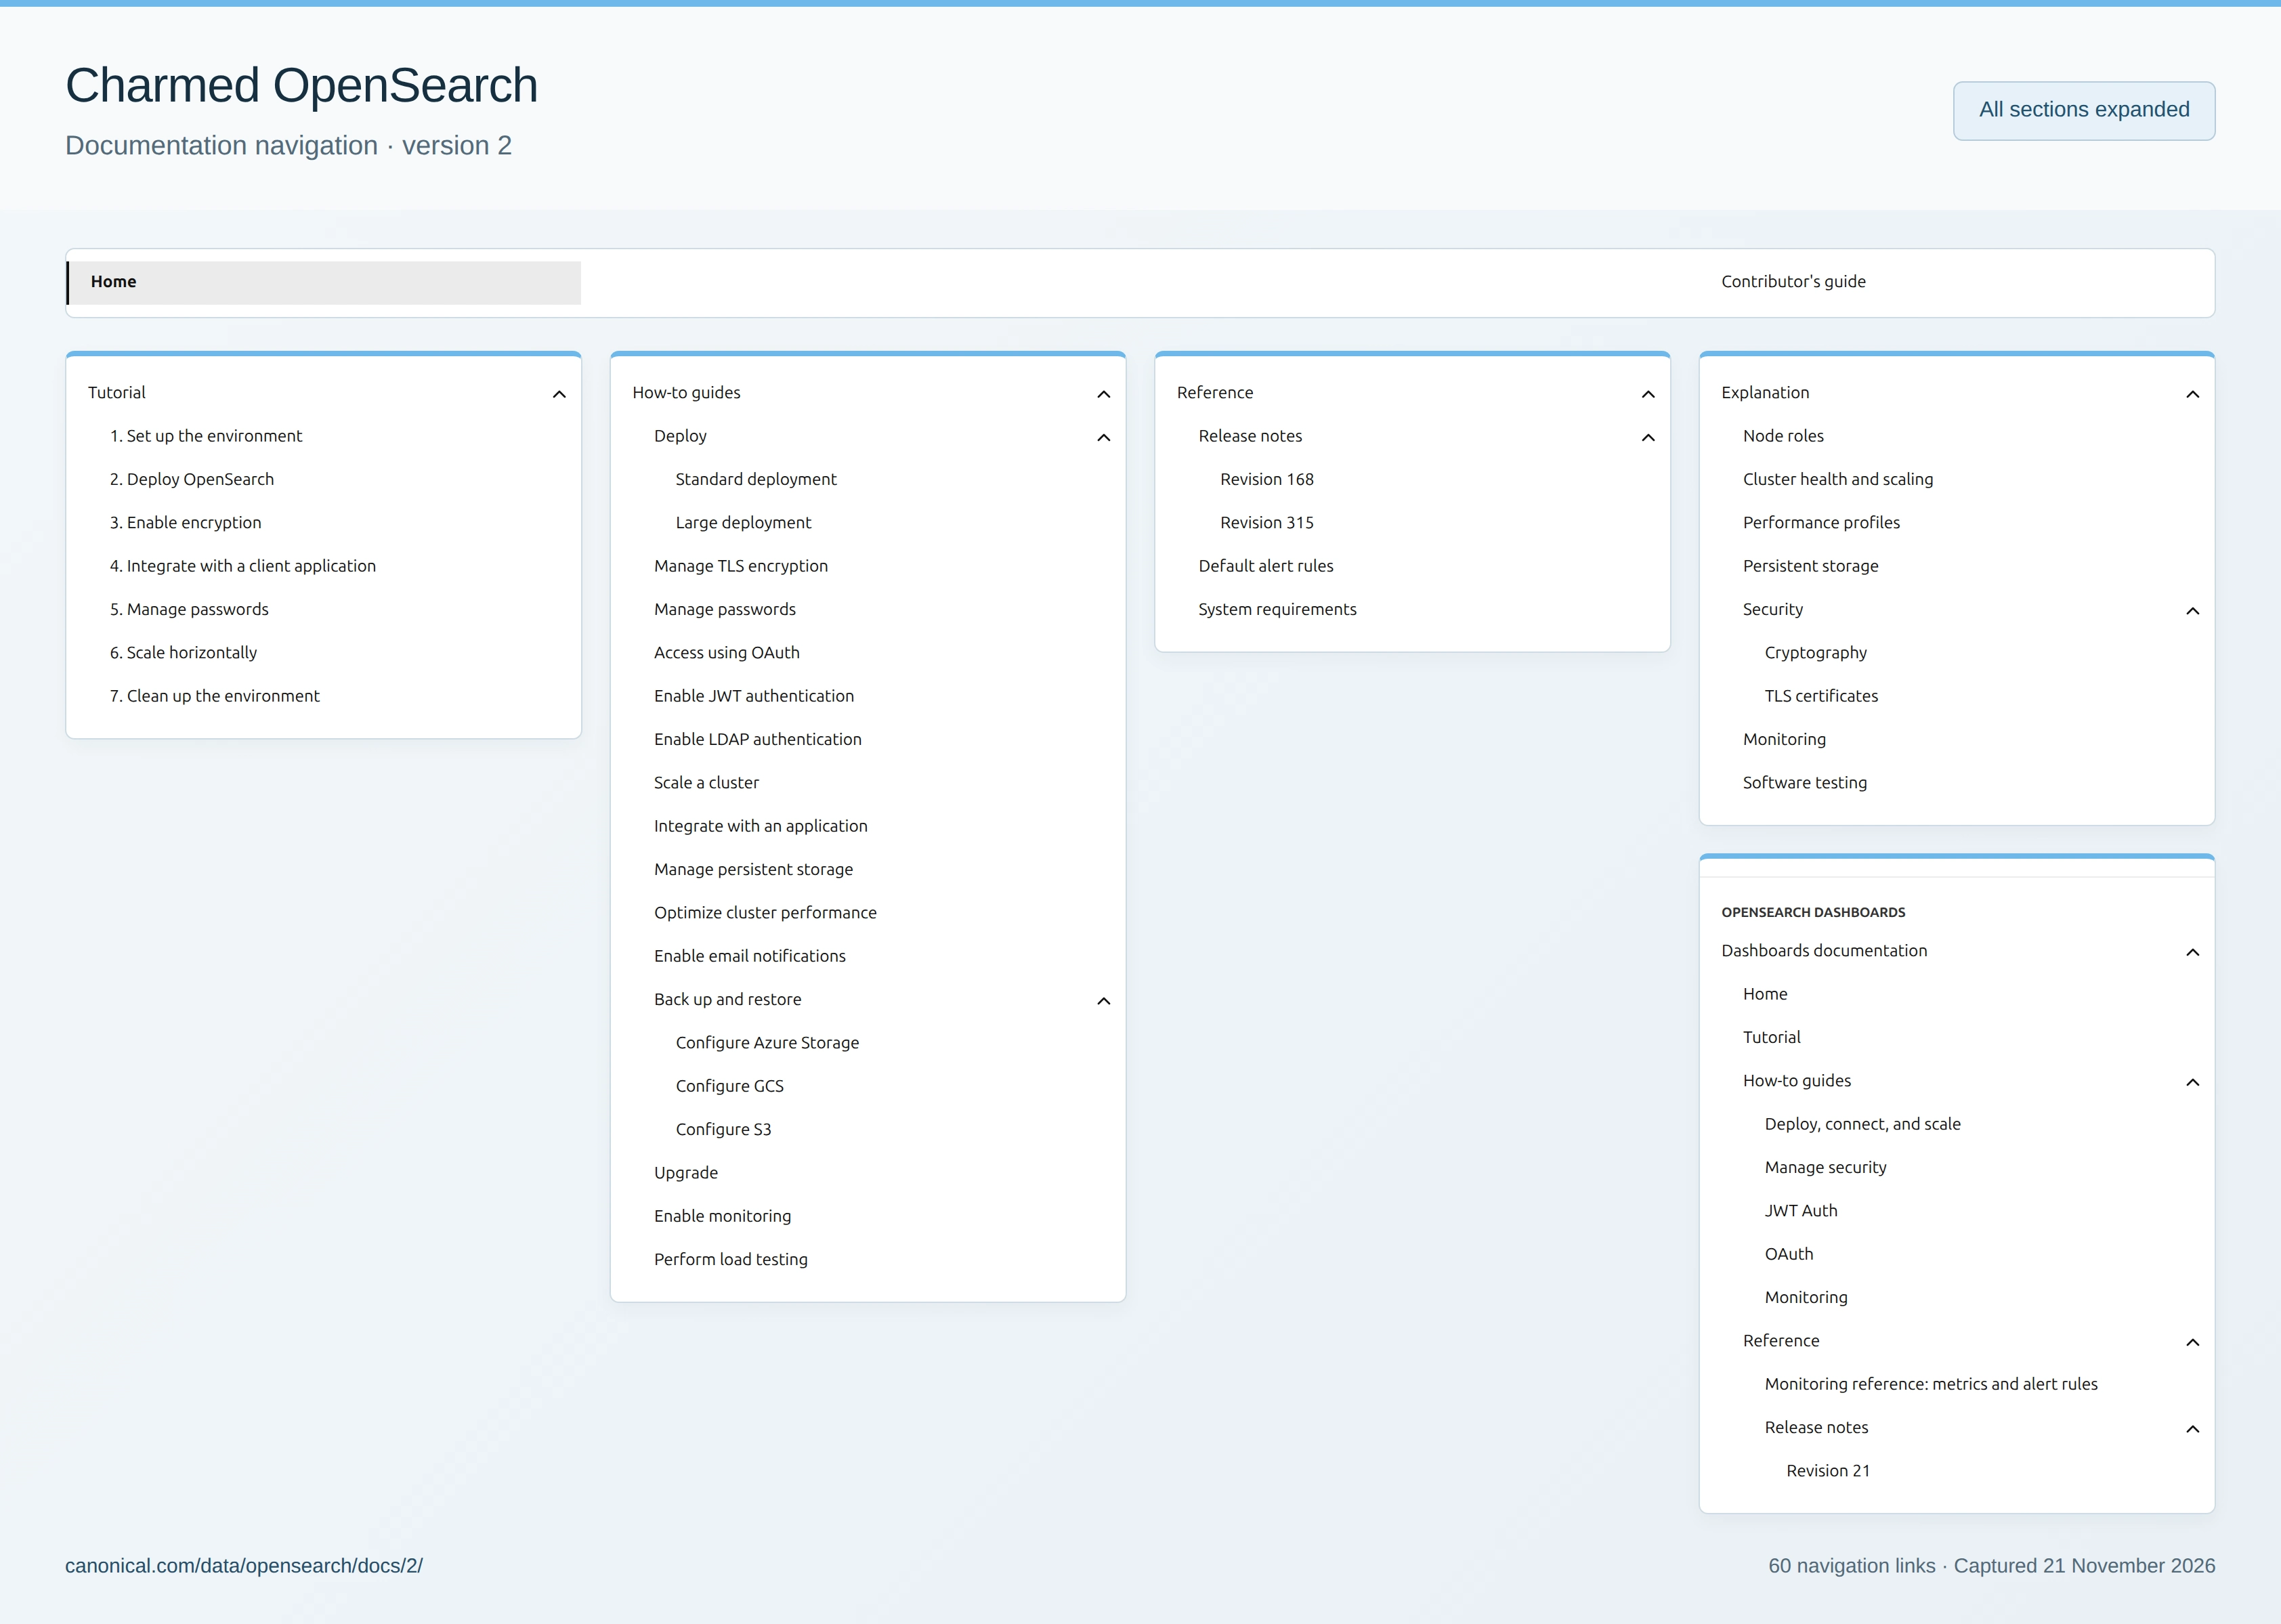 Charmed OpenSearch
Documentation navigation · version 2
All sections expanded
Home
Contributor's guide
Tutorial
1. Set up the environment
2. Deploy OpenSearch
3. Enable encryption
4. Integrate with a client application
5. Manage passwords
6. Scale horizontally
7. Clean up the environment
How-to guides
Deploy
Standard deployment
Large deployment
Manage TLS encryption
Manage passwords
Access using OAuth
Enable JWT authentication
Enable LDAP authentication
Scale a cluster
Integrate with an application
Manage persistent storage
Optimize cluster performance
Enable email notifications
Back up and restore
Configure Azure Storage
Configure GCS
Configure S3
Upgrade
Enable monitoring
Perform load testing
Reference
Release notes
Revision 168
Revision 315
Default alert rules
System requirements
Explanation
Node roles
Cluster health and scaling
Performance profiles
Persistent storage
Security
Cryptography
TLS certificates
Monitoring
Software testing
OPENSEARCH DASHBOARDS
Dashboards documentation
Home
Tutorial
How-to guides
Deploy, connect, and scale
Manage security
JWT Auth
OAuth
Monitoring
Reference
Monitoring reference: metrics and alert rules
Release notes
Revision 21
canonical.com/data/opensearch/docs/2/
60 navigation links · Captured 21 November 2026